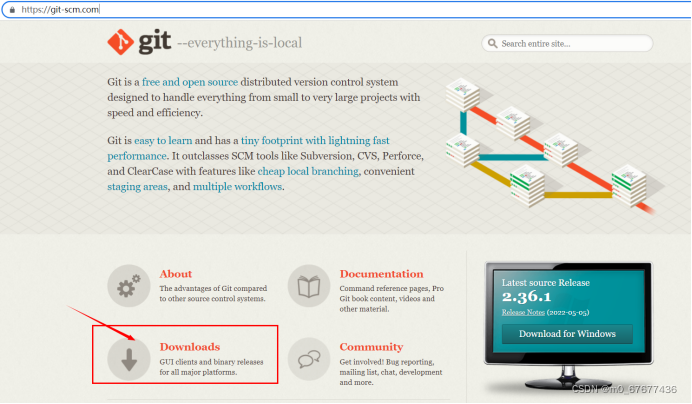 https://git-scm.com
git --everything-is-local
Search entire site...
Git is a free and open source distributed version control system
designed to handle everything from small to very large projects with
speed and efficiency.
Git is easy to learn and has a tiny footprint with lightning fast
performance. It outclasses SCM tools like Subversion, CVS, Perforce,
and ClearCase with features like cheap local branching, convenient
staging areas, and multiple workflows.
About
The advantages of Git compared
to other source control systems.
Documentation
Command reference pages, Pro
Git book content, videos and
other material.
Downloads
GUI clients and binary releases
for all major platforms.
Community
Get involved! Bug reporting,
mailing list, chat, development
and more.
Latest source Release
2.36.1
Release Notes (2022-05-05)
Download for Windows
CSDN @m0_67677436